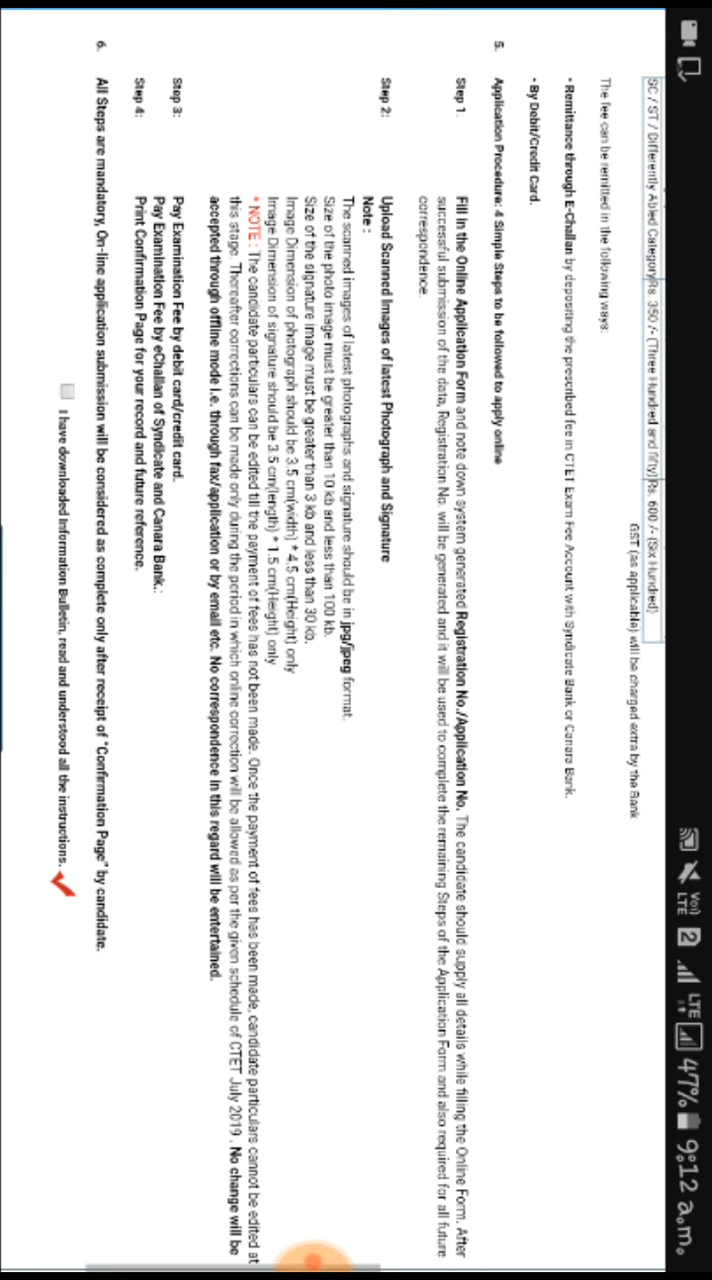 VoI) LTE 2 LTE 47% 9:12 a.m.
SC / ST / Differently Abled Category Rs. 350 /- (Three Hundred and fifty) Rs. 600 /- (Six Hundred)
GST (as applicable) will be charged extra by the Bank
The fee can be remitted in the following ways:
• Remittance through E-Challan by depositing the prescribed fee in CTET Exam Fee Account with Syndicate Bank or Canara Bank.
• By Debit/Credit Card.
5. Application Procedure: 4 Simple Steps to be followed to apply online
Step 1: Fill in the Online Application Form and note down system generated Registration No./Application No. The candidate should supply all details while filling the Online Form. After
successful submission of the data, Registration No. will be generated and it will be used to complete the remaining Steps of the Application Form and also required for all future
correspondence.
Step 2: Upload Scanned Images of latest Photograph and Signature
Note :
The scanned images of latest photographs and signature should be in jpg/jpeg format.
Size of the photo image must be greater than 10 kb and less than 100 kb.
Size of the signature image must be greater than 3 kb and less than 30 kb.
Image Dimension of photograph should be 3.5 cm(width) * 4.5 cm(Height) only
Image Dimension of signature should be 3.5 cm(length) * 1.5 cm(Height) only
* NOTE : The candidate particulars can be edited till the payment of fees has not been made. Once the payment of fees has been made, candidate particulars cannot be edited at
this stage. Thereafter corrections can be made only during the period in which online correction will be allowed as per the given schedule of CTET July 2019 . No change will be
accepted through offline mode i.e. through fax/application or by email etc. No correspondence in this regard will be entertained.
Step 3: Pay Examination Fee by debit card/credit card.
Pay Examination Fee by eChallan of Syndicate and Canara Bank.:
Step 4: Print Confirmation Page for your record and future reference.
6. All Steps are mandatory, On-line application submission will be considered as complete only after receipt of "Confirmation Page" by candidate.
I have downloaded Information Bulletin, read and understood all the instructions.